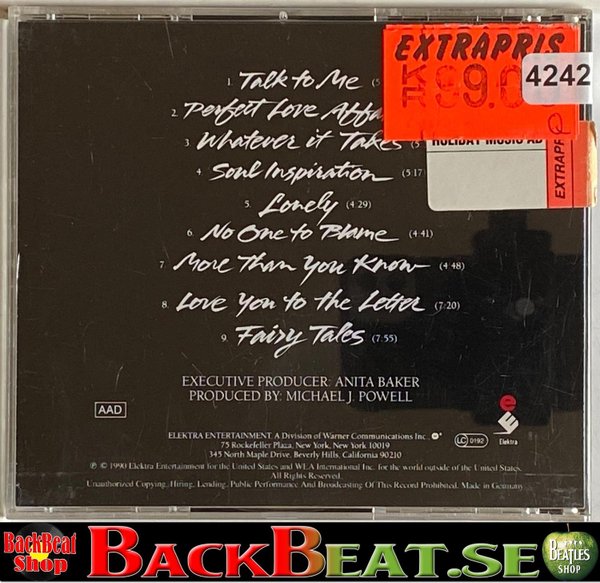 EXTRAPRIS
4242
HOLIDAY MUSIC AB
EXTRAPR
1. Talk to Me (5
2. Perfect Love Affa
3. Whatever it Takes (5
4. Soul Inspiration (5:17)
5. Lonely (4:29)
6. No One to Blame (4:41)
7. More Than You Know (4:48)
8. Love You to the Letter (7:20)
9. Fairy Tales (7:55)
EXECUTIVE PRODUCER: ANITA BAKER
PRODUCED BY: MICHAEL J. POWELL
AAD
e
Elektra
LC 0192
ELEKTRA ENTERTAINMENT, A Division of Warner Communications Inc.
75 Rockefeller Plaza, New York, New York 10019
345 North Maple Drive, Beverly Hills, California 90210
℗ © 1990 Elektra Entertainment for the United States and WEA International Inc. for the world outside of the United States.
All Rights Reserved.
Unauthorized Copying, Hiring, Lending, Public Performance And Broadcasting Of This Record Prohibited. Made in Germany
BackBeat
Shop
BACKBEAT.SE
BEATLES
SHOP